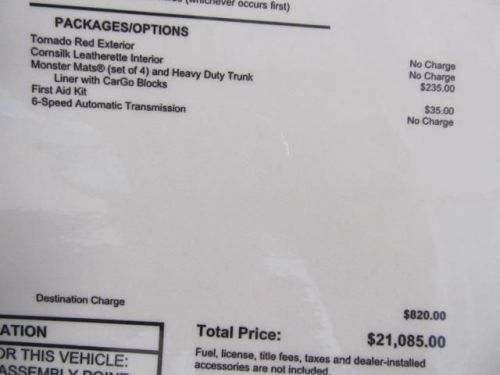 (whichever occurs first)
PACKAGES/OPTIONS
Tornado Red Exterior No Charge
Cornsilk Leatherette Interior No Charge
Monster Mats® (set of 4) and Heavy Duty Trunk $235.00
Liner with CarGo Blocks
First Aid Kit $35.00
6-Speed Automatic Transmission No Charge
Destination Charge $820.00
Total Price: $21,085.00
Fuel, license, title fees, taxes and dealer-installed
accessories are not included.
ATION
OR THIS VEHICLE:
ASSEMBLY POINT